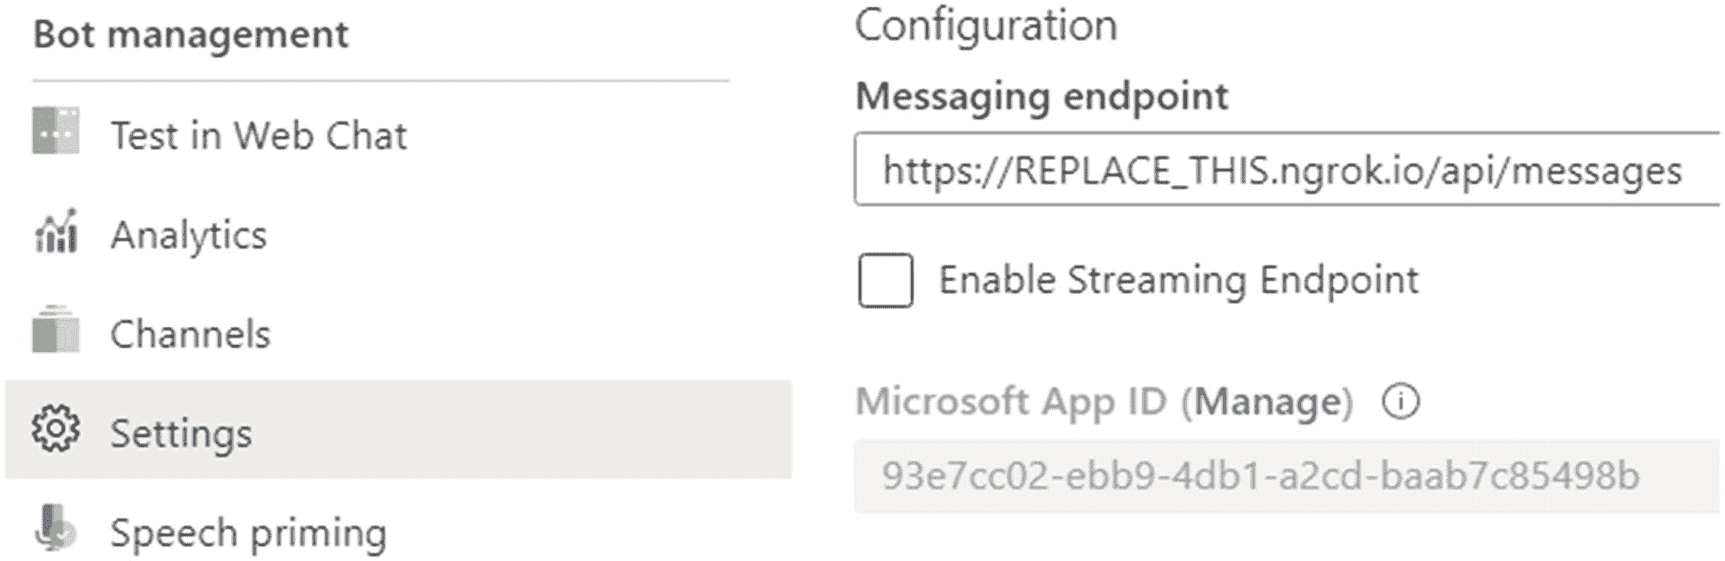 Bot management
Test in Web Chat
Analytics
Channels
Settings
Speech priming
Configuration
Messaging endpoint
https://REPLACE_THIS.ngrok.io/api/messages
Enable Streaming Endpoint
Microsoft App ID (Manage)
93e7cc02-ebb9-4db1-a2cd-baab7c85498b